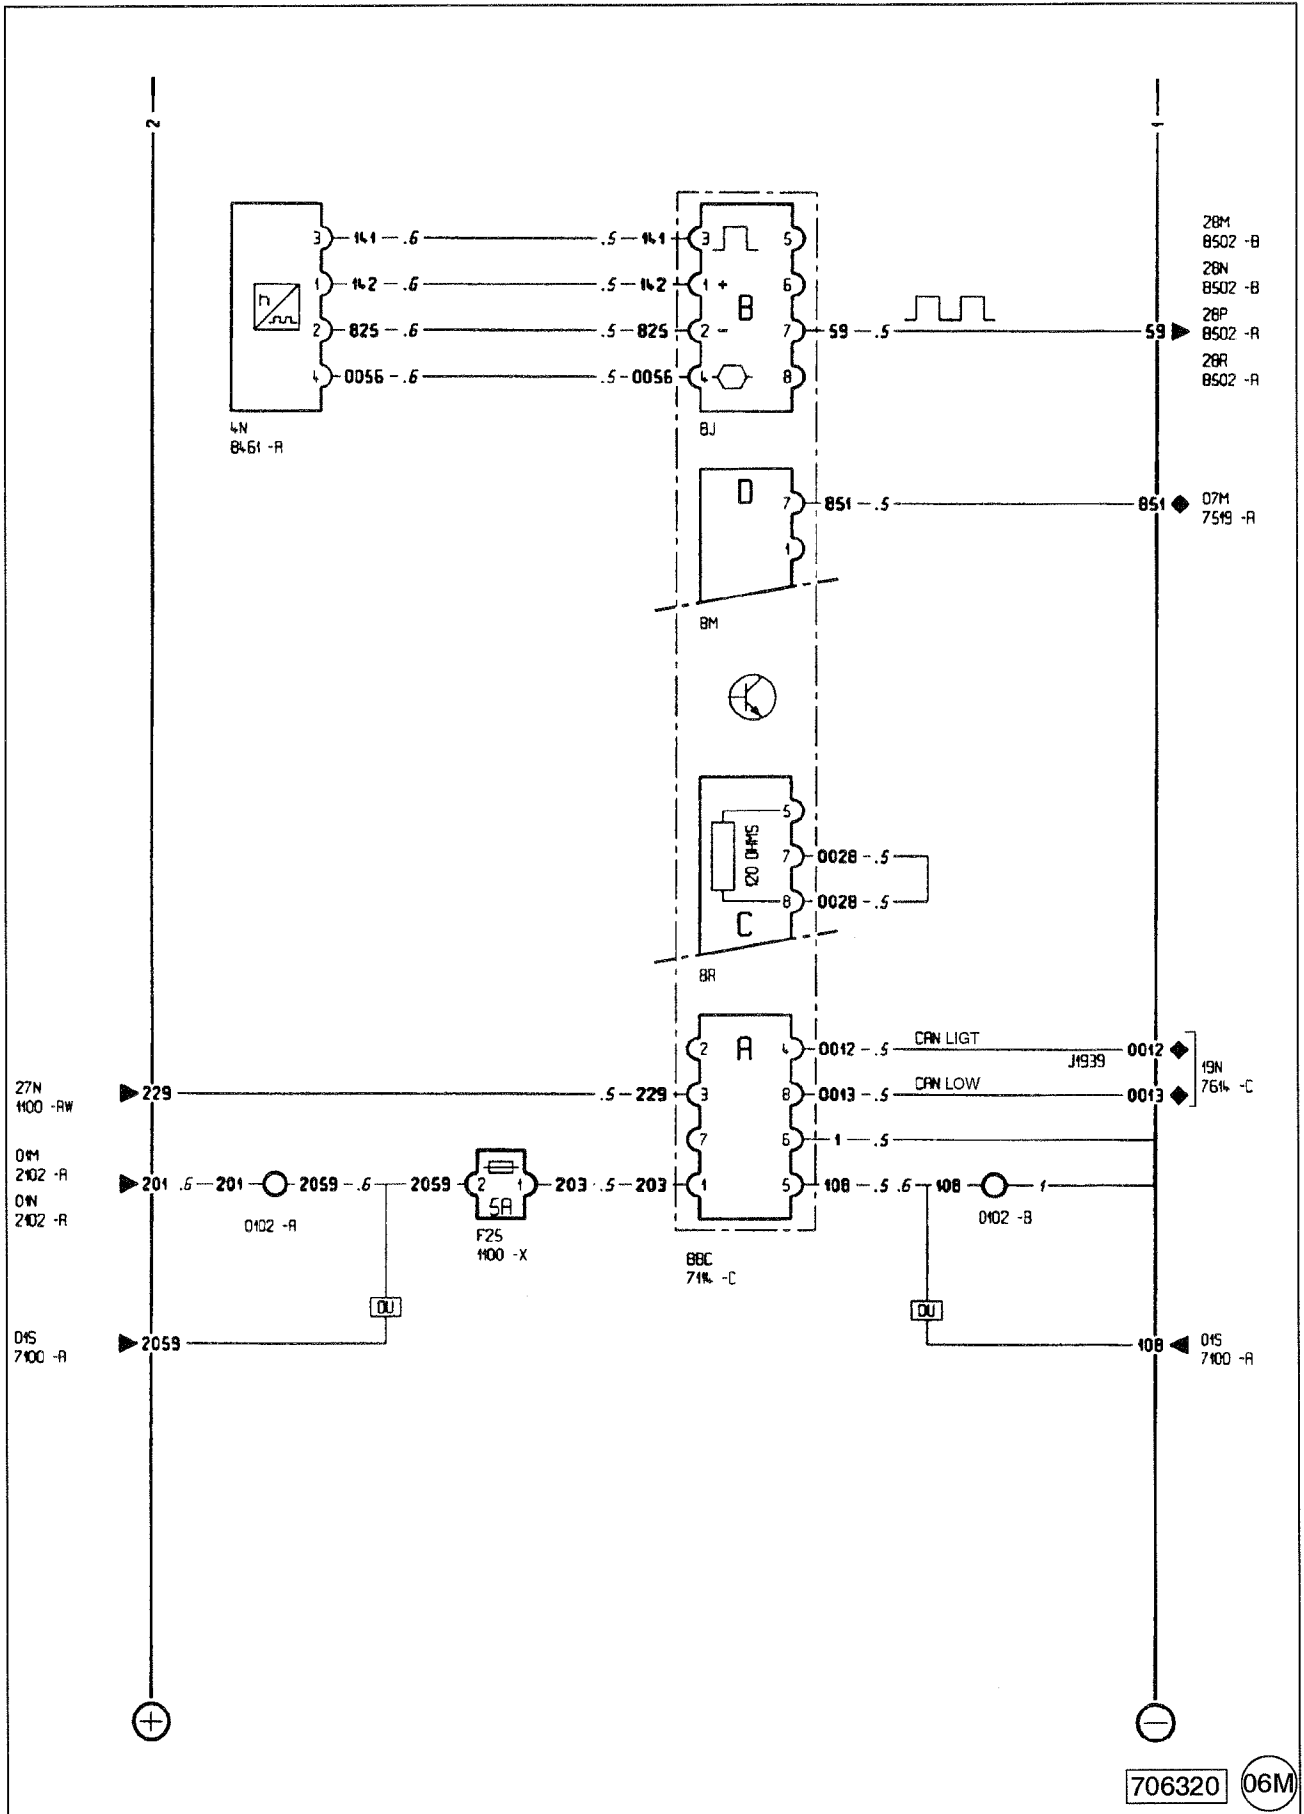 2
1
3 141 .6 .5 141 3 5
1 142 .6 .5 142 1 + 6
n B
2 825 .6 .5 825 2 - 7 59 .5 59
4 0056 .6 .5 0056 4 8
28M
8502 -B
28N
8502 -B
28P
8502 -A
28R
8502 -A
4N
8461 -A
8J
D
7 851 .5 851
1
07M
7519 -A
8M
5
120 OHMS
7 0028 .5
8 0028 .5
C
8R
2 A 4 0012 .5 CAN LIGT J1939 0012
27N
1100 -AW
229 .5 229 3 8 0013 .5 CAN LOW 0013
19N
7614 -C
7 6 1 .5
01M
2102 -A
01N
2102 -A
201 .6 201 2059 .6 2059 2 1 203 .5 203 1 5 108 .5 .6 108 1
5A
0102 -A
0102 -B
F25
1100 -X
BBC
7114 -C
OU
OU
01S
7100 -A
2059
108
01S
7100 -A
+
−
706320 06M